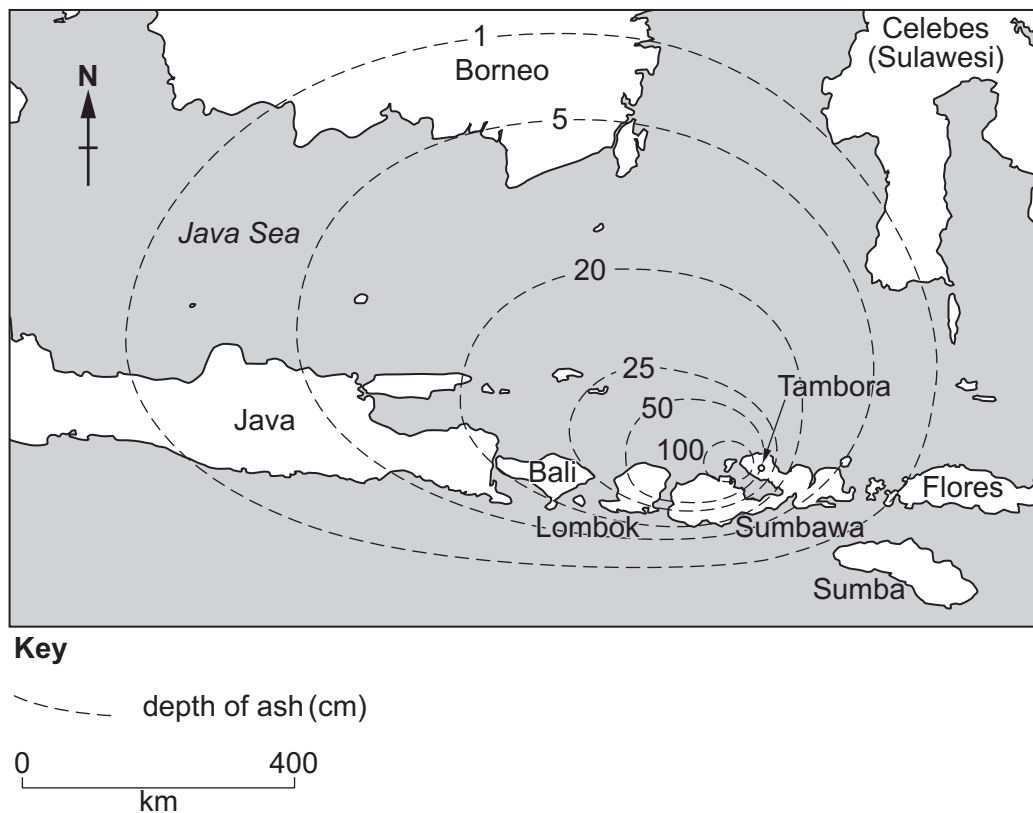 1
Celebes
(Sulawesi)
N
Borneo
5
Java Sea
20
25
Tambora
50
Java
100
Bali
Flores
Lombok
Sumbawa
Sumba
Key
depth of ash (cm)
0 400
km